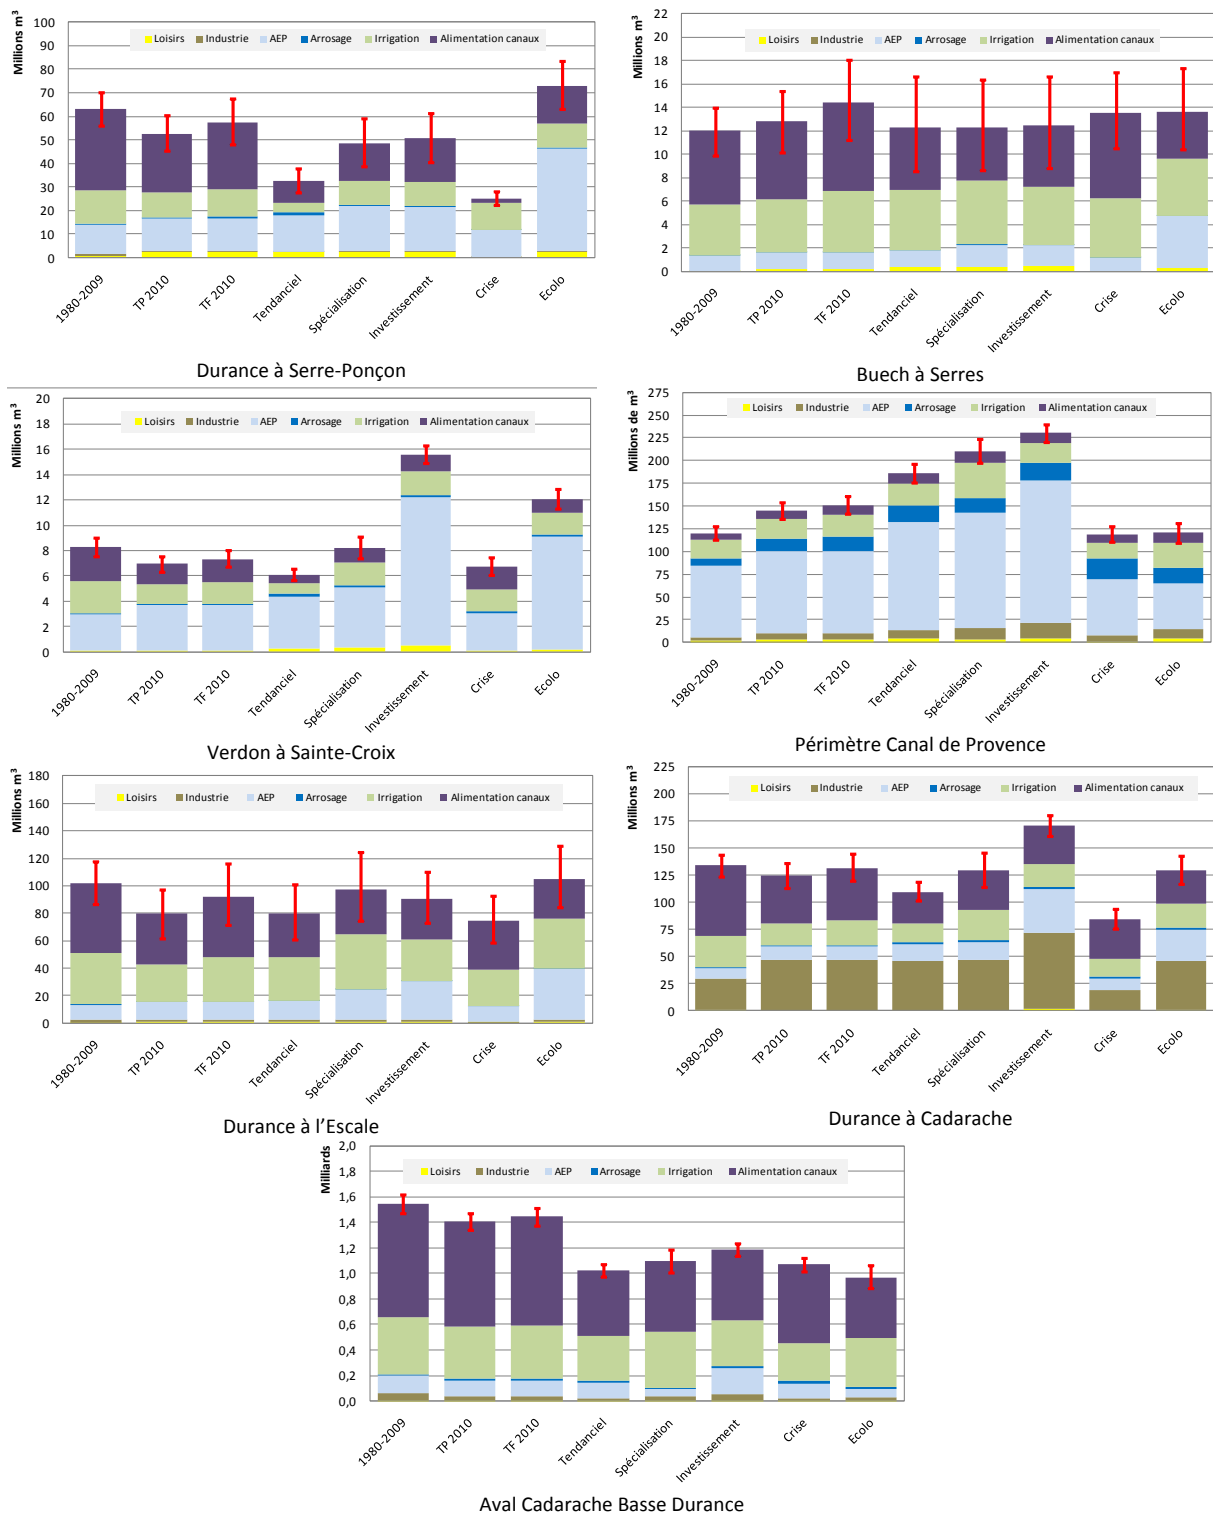 Millions m³
100
90
80
70
60
50
40
30
20
10
0
Loisirs Industrie AEP Arrosage Irrigation Alimentation canaux
1980-2009 TP 2010 TF 2010 Tendanciel Spécialisation Investissement Crise Ecolo
Durance à Serre-Ponçon
Millions m³
22
20
18
16
14
12
10
8
6
4
2
0
Loisirs Industrie AEP Arrosage Irrigation Alimentation canaux
1980-2009 TP 2010 TF 2010 Tendanciel Spécialisation Investissement Crise Ecolo
Buech à Serres
Millions m³
20
18
16
14
12
10
8
6
4
2
0
Loisirs Industrie AEP Arrosage Irrigation Alimentation canaux
1980-2009 TP 2010 TF 2010 Tendanciel Spécialisation Investissement Crise Ecolo
Verdon à Sainte-Croix
Millions de m³
275
250
225
200
175
150
125
100
75
50
25
0
Loisirs Industrie AEP Arrosage Irrigation Alimentation canaux
1980-2009 TP 2010 TF 2010 Tendanciel Spécialisation Investissement Crise Ecolo
Périmètre Canal de Provence
Millions m³
180
160
140
120
100
80
60
40
20
0
Loisirs Industrie AEP Arrosage Irrigation Alimentation canaux
1980-2009 TP 2010 TF 2010 Tendanciel Spécialisation Investissement Crise Ecolo
Durance à l’Escale
Millions m³
225
200
175
150
125
100
75
50
25
0
Loisirs Industrie AEP Arrosage Irrigation Alimentation canaux
1980-2009 TP 2010 TF 2010 Tendanciel Spécialisation Investissement Crise Ecolo
Durance à Cadarache
Milliards
2,0
1,8
1,6
1,4
1,2
1,0
0,8
0,6
0,4
0,2
0,0
Loisirs Industrie AEP Arrosage Irrigation Alimentation canaux
1980-2009 TP 2010 TF 2010 Tendanciel Spécialisation Investissement Crise Ecolo
Aval Cadarache Basse Durance